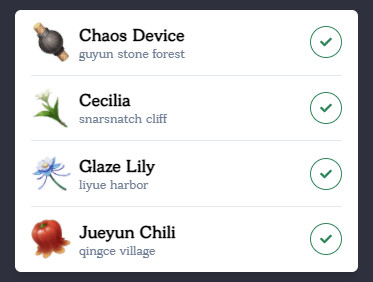 Chaos Device
guyun stone forest
Cecilia
snarsnatch cliff
Glaze Lily
liyue harbor
Jueyun Chili
qingce village